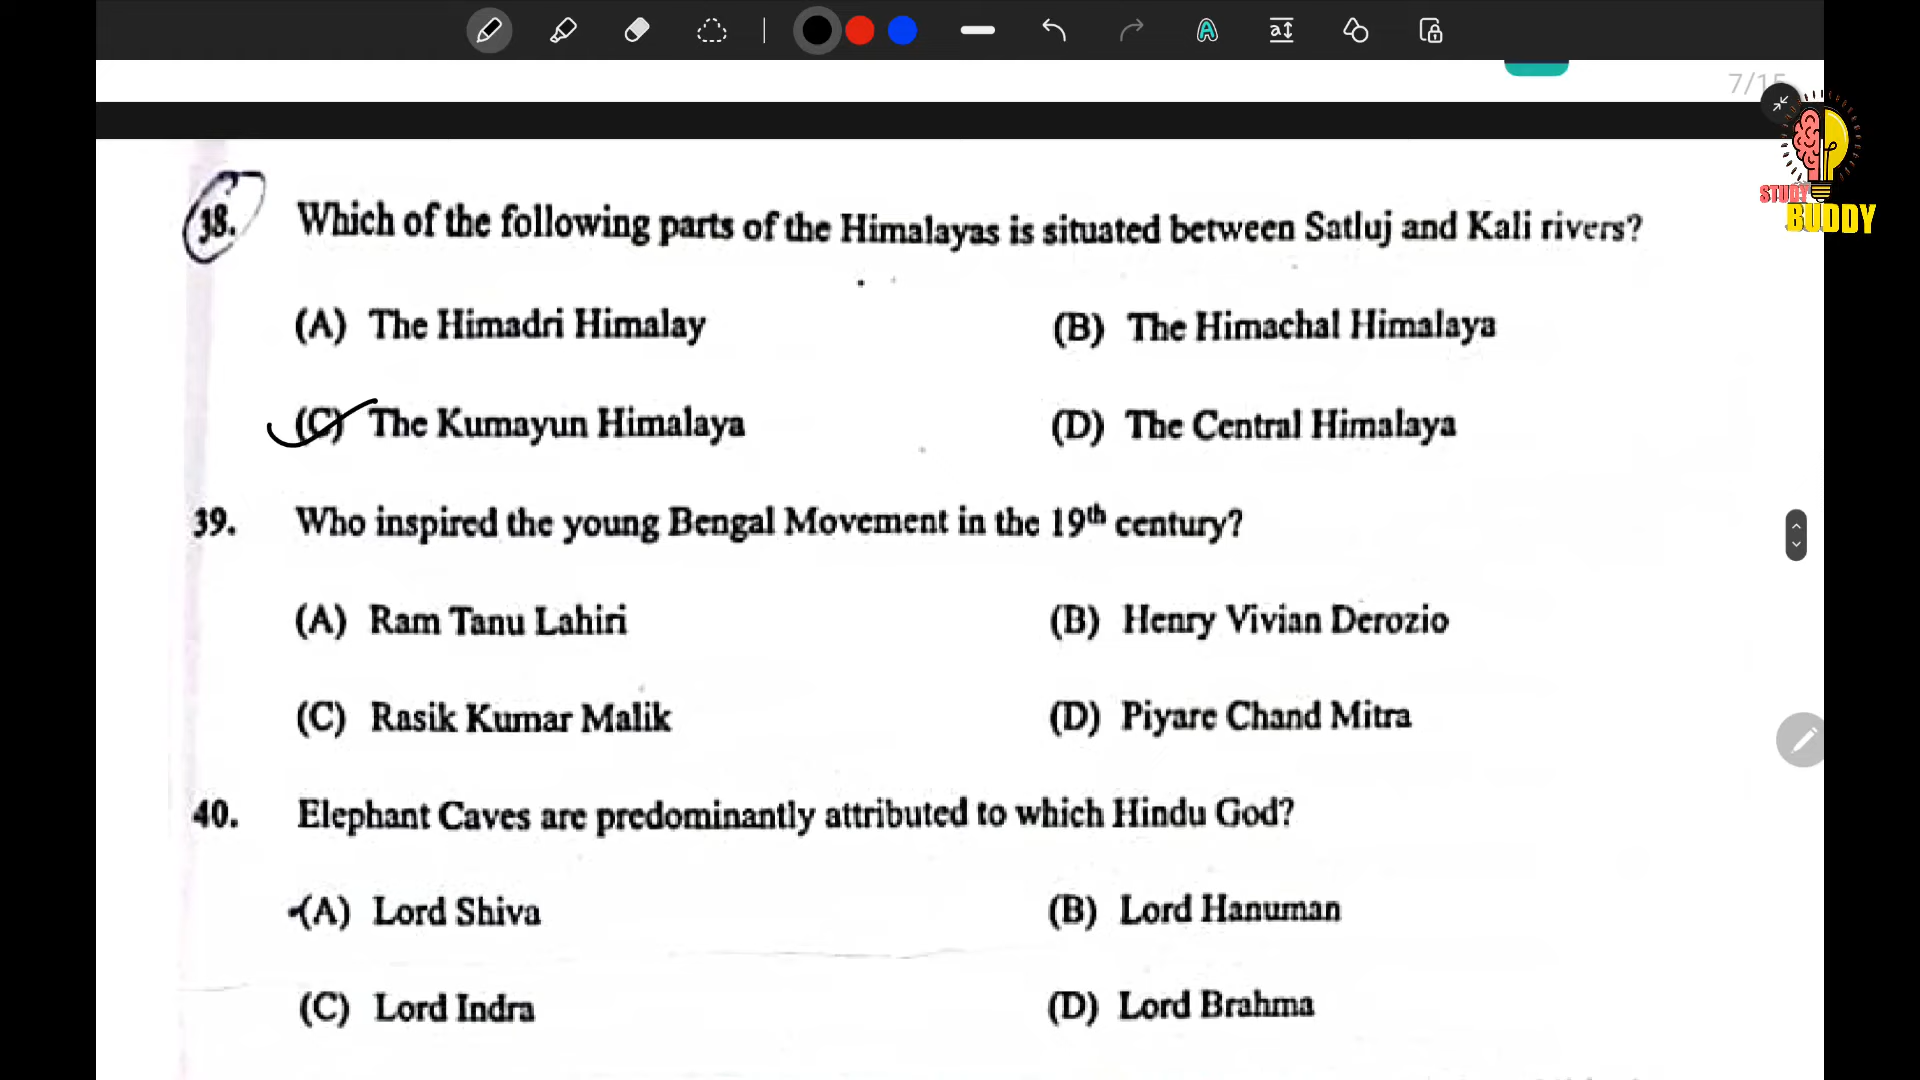 7/15
STUDY
BUDDY
38. Which of the following parts of the Himalayas is situated between Satluj and Kali rivers?
(A) The Himadri Himalay (B) The Himachal Himalaya
(C) The Kumayun Himalaya (D) The Central Himalaya
39. Who inspired the young Bengal Movement in the 19th century?
(A) Ram Tanu Lahiri (B) Henry Vivian Derozio
(C) Rasik Kumar Malik (D) Piyare Chand Mitra
40. Elephant Caves are predominantly attributed to which Hindu God?
(A) Lord Shiva (B) Lord Hanuman
(C) Lord Indra (D) Lord Brahma